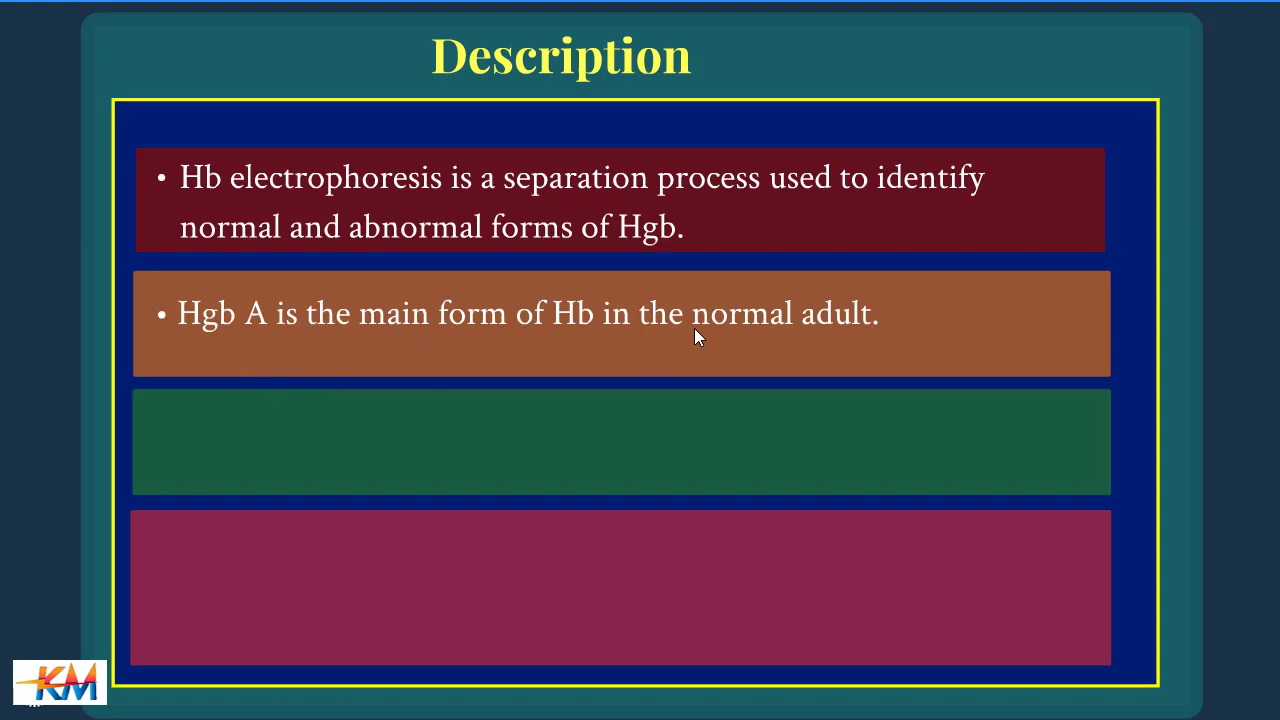 Description
• Hb electrophoresis is a separation process used to identify
normal and abnormal forms of Hgb.
• Hgb A is the main form of Hb in the normal adult.
KM